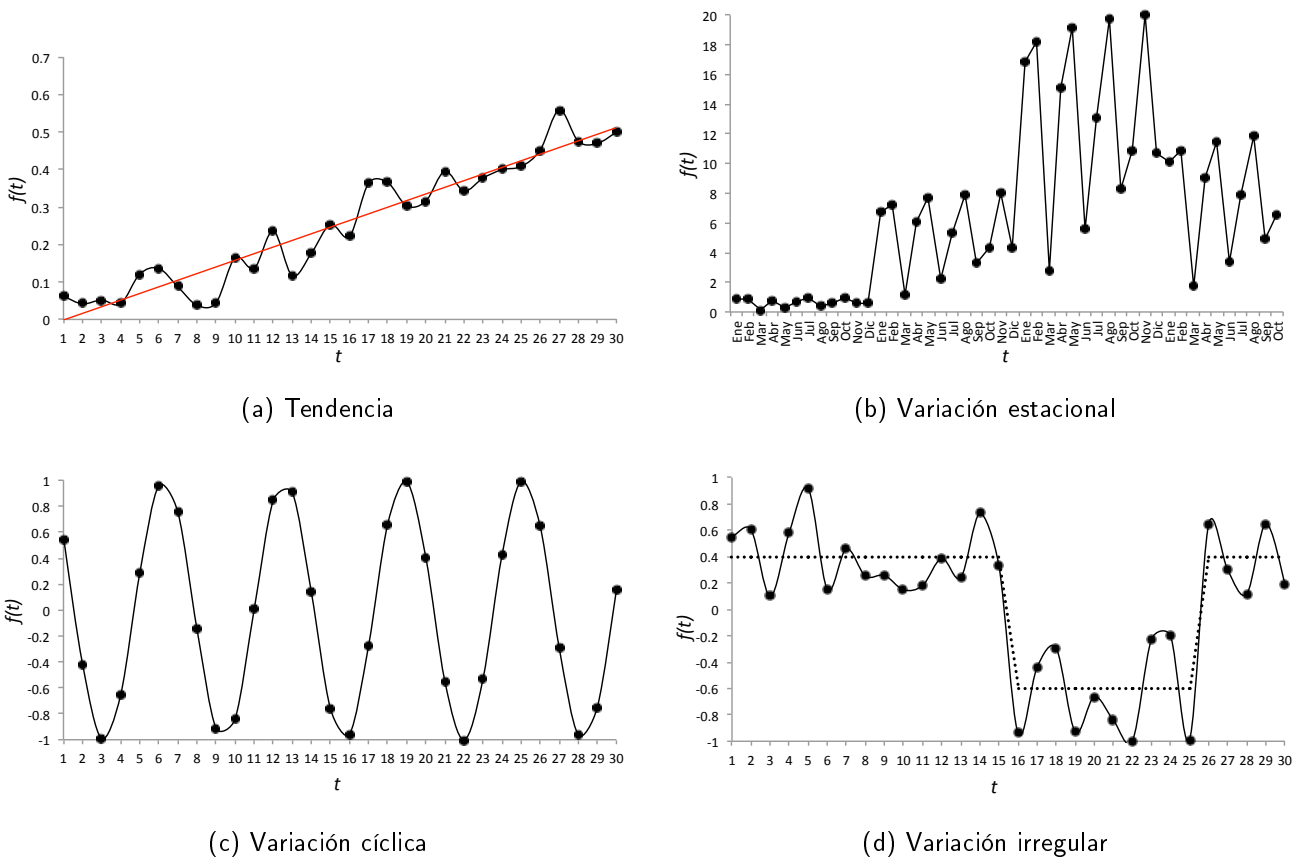 0.7
0.6
0.5
0.4
0.3
0.2
0.1
0
f(t)
1 2 3 4 5 6 7 8 9 10 11 12 13 14 15 16 17 18 19 20 21 22 23 24 25 26 27 28 29 30
t
(a) Tendencia
20
18
16
14
12
10
8
6
4
2
0
f(t)
Ene Feb Mar Abr May Jun Jul Ago Sep Oct Nov Dic Ene Feb Mar Abr May Jun Jul Ago Sep Oct Nov Dic Ene Feb Mar Abr May Jun Jul Ago Sep Oct Nov Dic Ene Feb Mar Abr May Jun Jul Ago Sep Oct
t
(b) Variación estacional
1
0.8
0.6
0.4
0.2
0
-0.2
-0.4
-0.6
-0.8
-1
f(t)
1 2 3 4 5 6 7 8 9 10 11 12 13 14 15 16 17 18 19 20 21 22 23 24 25 26 27 28 29 30
t
(c) Variación cíclica
1
0.8
0.6
0.4
0.2
0
-0.2
-0.4
-0.6
-0.8
-1
f(t)
1 2 3 4 5 6 7 8 9 10 11 12 13 14 15 16 17 18 19 20 21 22 23 24 25 26 27 28 29 30
t
(d) Variación irregular